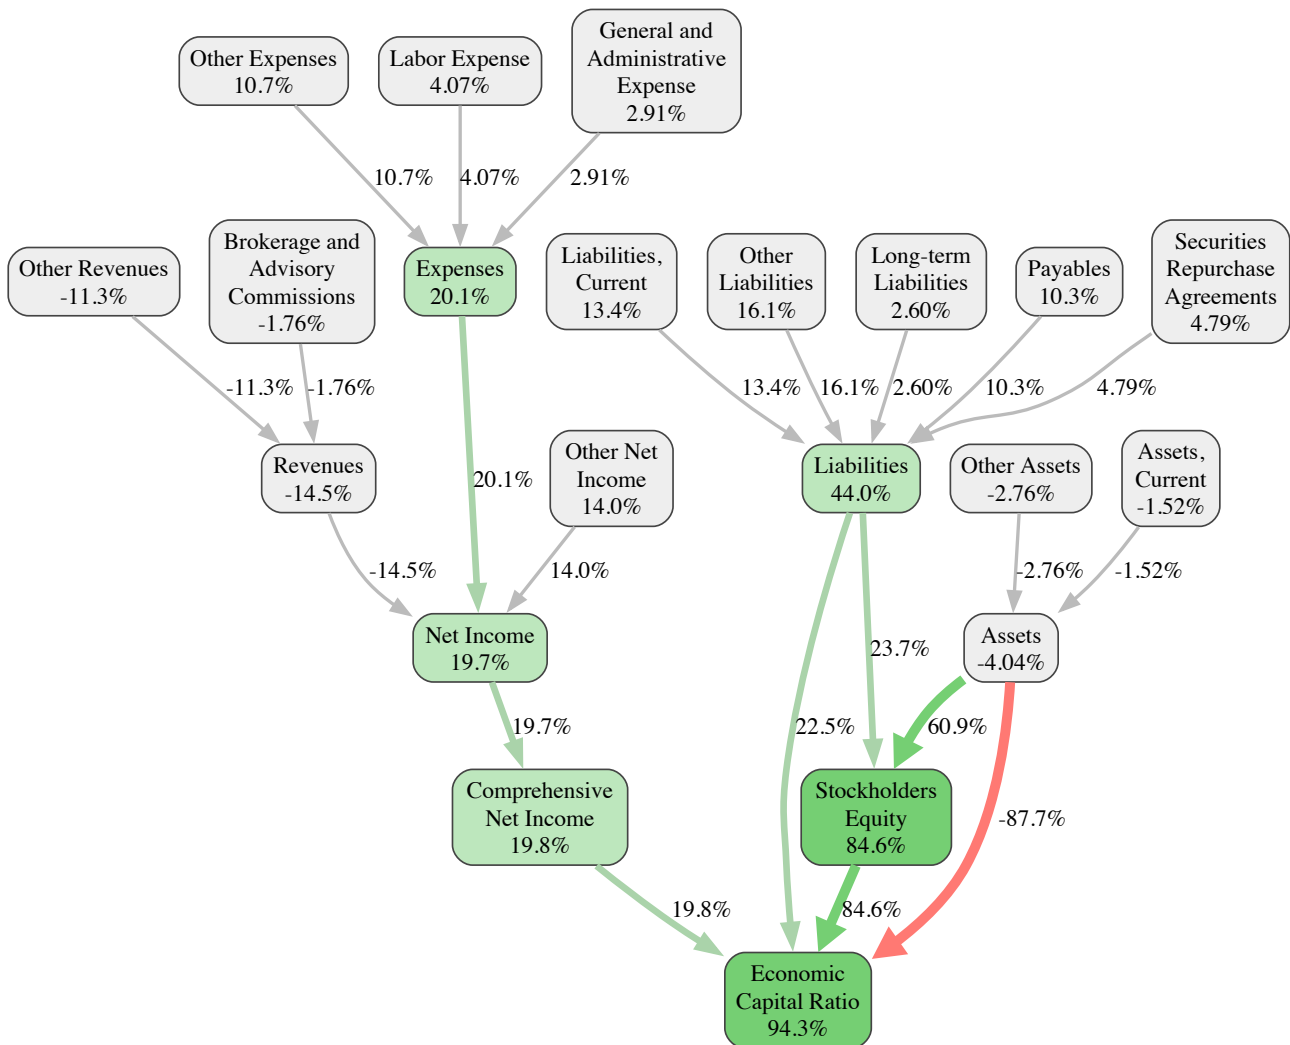 Other Expenses
10.7%
Labor Expense
4.07%
General and
Administrative
Expense
2.91%
10.7%
4.07%
2.91%
Other Revenues
-11.3%
Brokerage and
Advisory
Commissions
-1.76%
Expenses
20.1%
Liabilities,
Current
13.4%
Other
Liabilities
16.1%
Long-term
Liabilities
2.60%
Payables
10.3%
Securities
Repurchase
Agreements
4.79%
-11.3%
-1.76%
13.4%
16.1%
2.60%
10.3%
4.79%
Revenues
-14.5%
20.1%
Other Net
Income
14.0%
Liabilities
44.0%
Other Assets
-2.76%
Assets,
Current
-1.52%
-14.5%
14.0%
-2.76%
-1.52%
Net Income
19.7%
23.7%
Assets
-4.04%
19.7%
22.5%
60.9%
Comprehensive
Net Income
19.8%
Stockholders
Equity
84.6%
-87.7%
19.8%
84.6%
Economic
Capital Ratio
94.3%